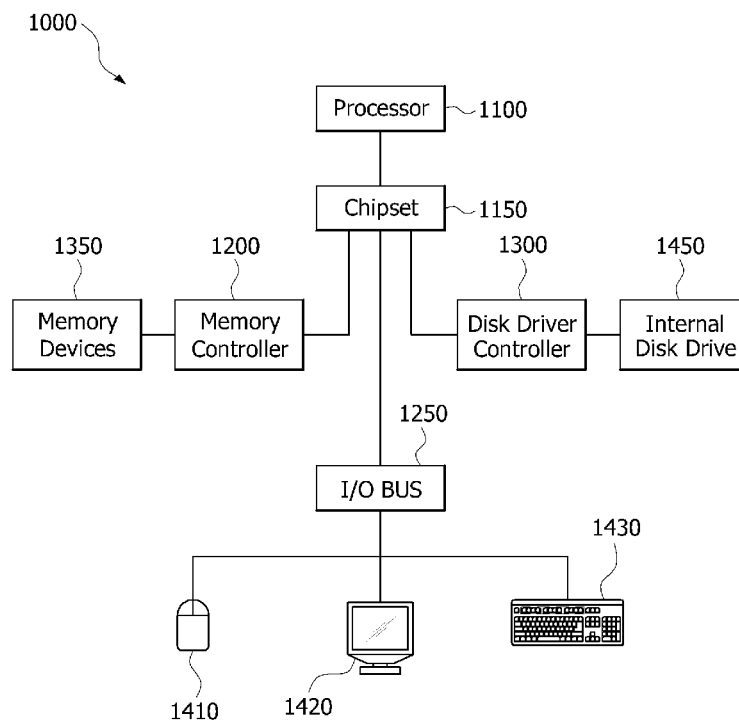 1000
Processor
1100
Chipset
1150
1350
1200
1300
1450
Memory
Devices
Memory
Controller
Disk Driver
Controller
Internal
Disk Drive
1250
I/O BUS
1430
1410
1420